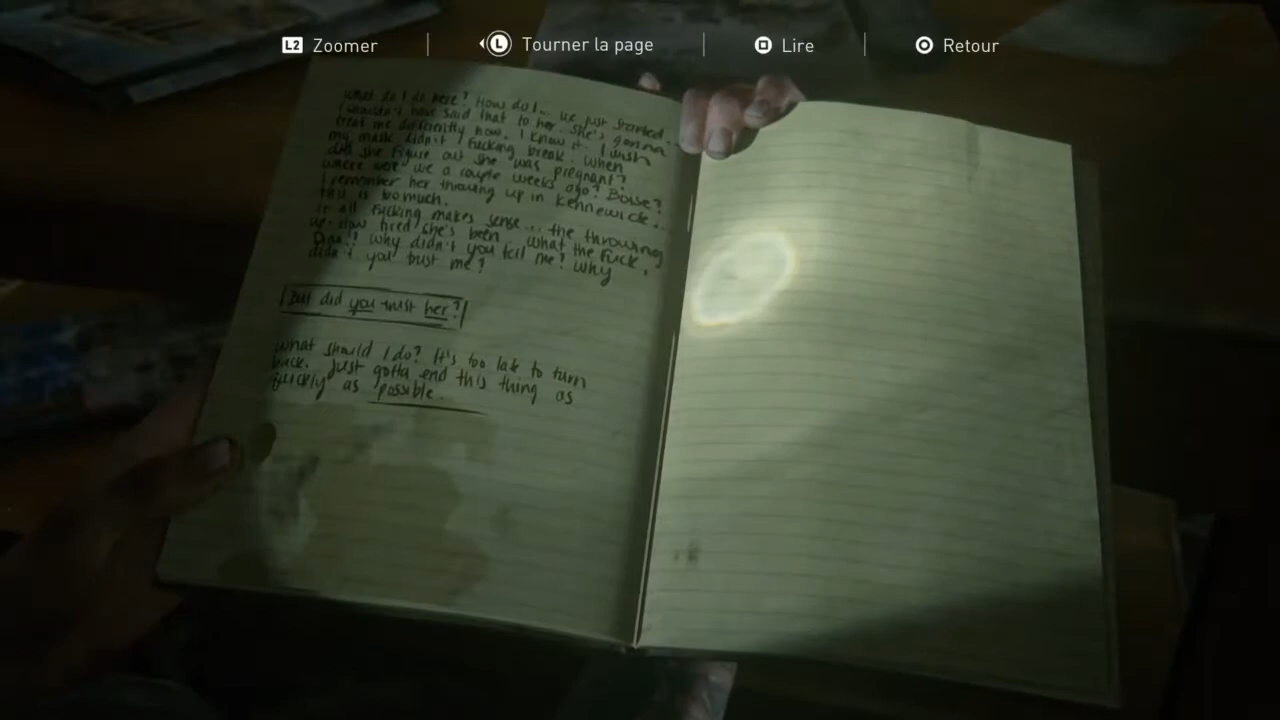 L2 Zoomer
L Tourner la page
Lire
Retour
What do I do here? How do I... we just started...
I wouldn't have said that to her. She's gonna
treat me differently now. I know it. I wish
my mask didn't fucking break. When
did she figure out she was pregnant?
Where were we a couple weeks ago? Boise?
I remember her throwing up in Kennewick...
this is too much.
It all fucking makes sense... the throwing
up. How tired she's been. What the fuck,
Dina!? Why didn't you tell me? Why
didn't you trust me?
But did you trust her?
What should I do? It's too late to turn
back. Just gotta end this thing as
quickly as possible.